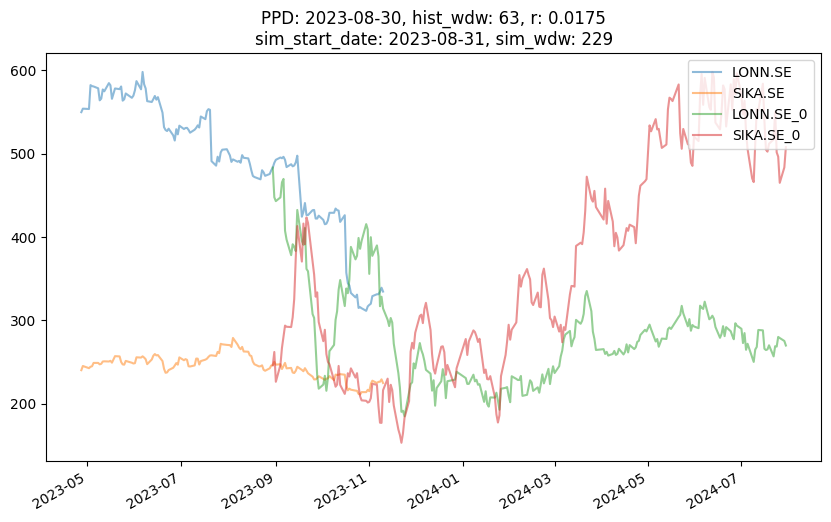 PPD: 2023-08-30, hist_wdw: 63, r: 0.0175
sim_start_date: 2023-08-31, sim_wdw: 229
LONN.SE
SIKA.SE
LONN.SE_0
SIKA.SE_0
600
500
400
300
200
2023-05
2023-07
2023-09
2023-11
2024-01
2024-03
2024-05
2024-07